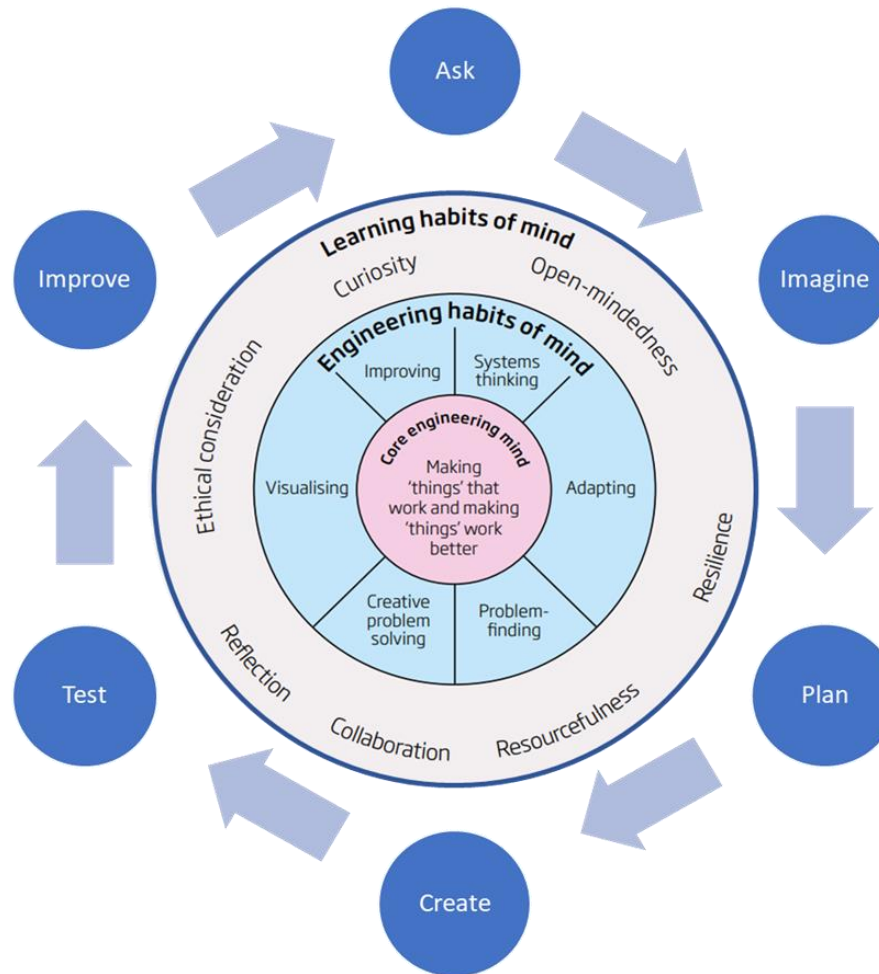 Ask
Imagine
Plan
Create
Test
Improve
Learning habits of mind
Curiosity
Open-mindedness
Resilience
Resourcefulness
Collaboration
Reflection
Ethical consideration
Engineering habits of mind
Improving
Systems
thinking
Adapting
Problem-
finding
Creative
problem
solving
Visualising
Core engineering mind
Making
'things' that
work and making
'things' work
better